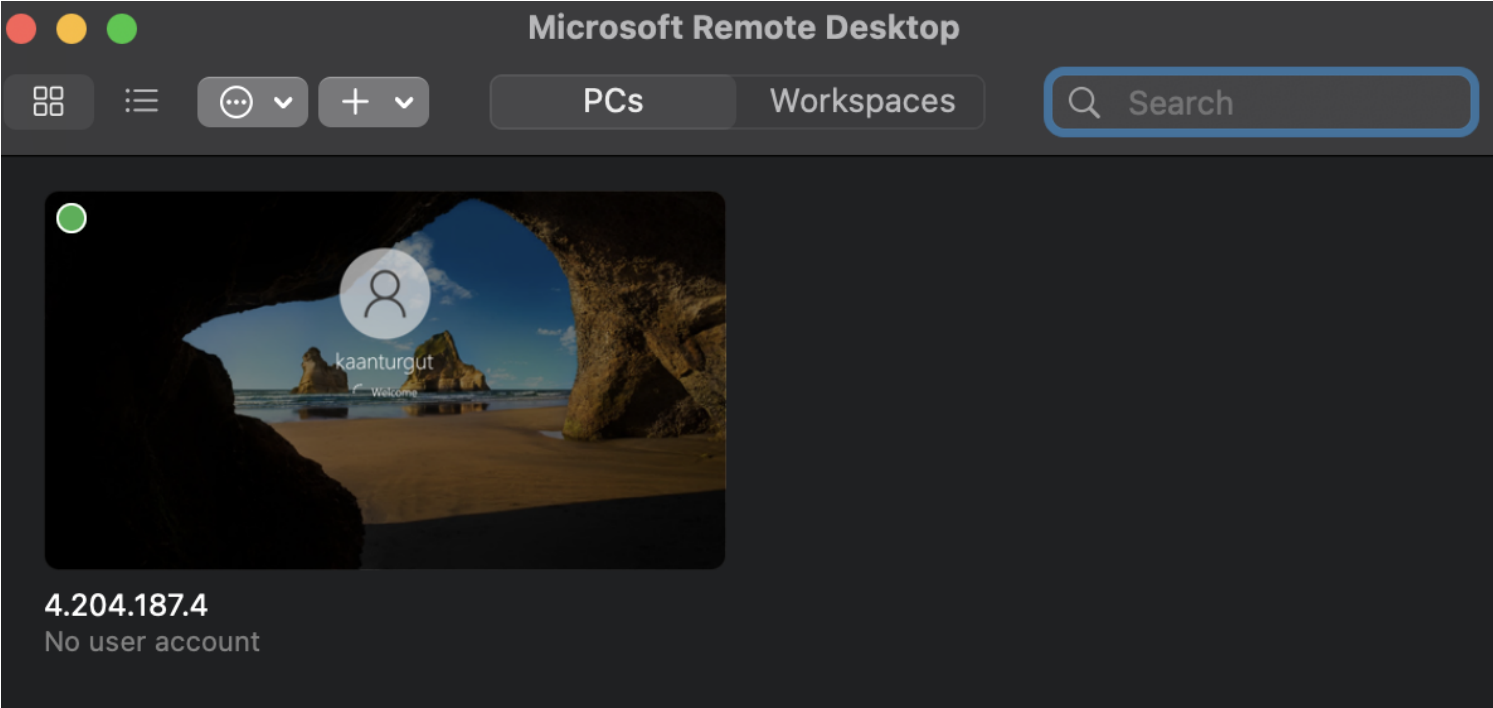 Microsoft Remote Desktop
PCs
Workspaces
Search
kaanturgut
Welcome
4.204.187.4
No user account